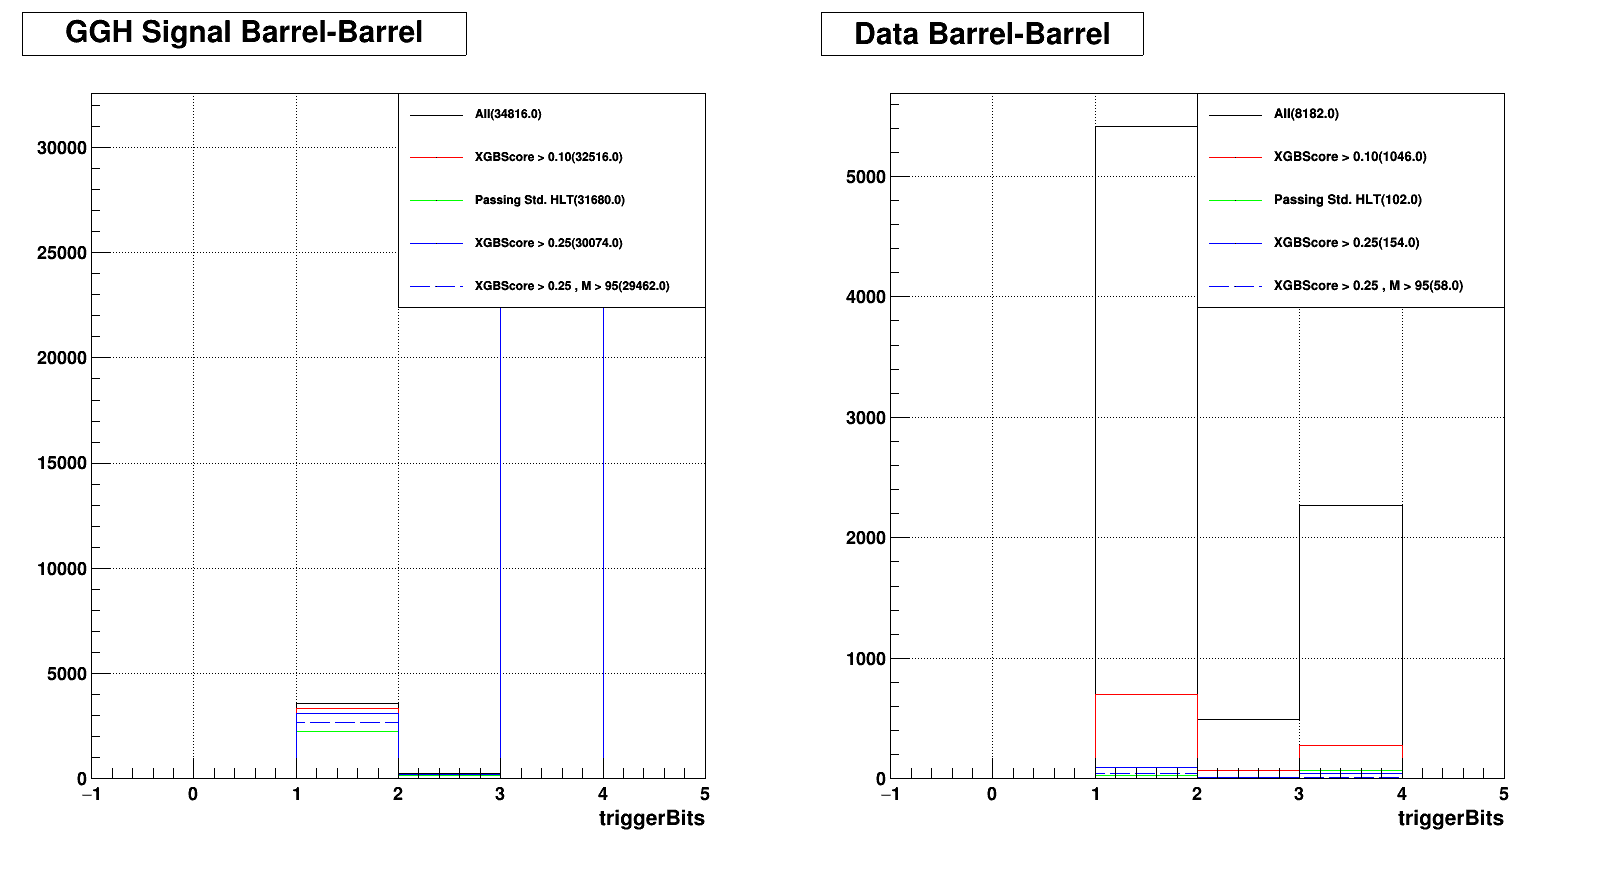 GGH Signal Barrel-Barrel
All(34816.0)
XGBScore > 0.10(32516.0)
Passing Std. HLT(31680.0)
XGBScore > 0.25(30074.0)
XGBScore > 0.25 , M > 95(29462.0)
30000
25000
20000
15000
10000
5000
0
−1 0 1 2 3 4 5
triggerBits
Data Barrel-Barrel
All(8182.0)
XGBScore > 0.10(1046.0)
Passing Std. HLT(102.0)
XGBScore > 0.25(154.0)
XGBScore > 0.25 , M > 95(58.0)
5000
4000
3000
2000
1000
0
−1 0 1 2 3 4 5
triggerBits